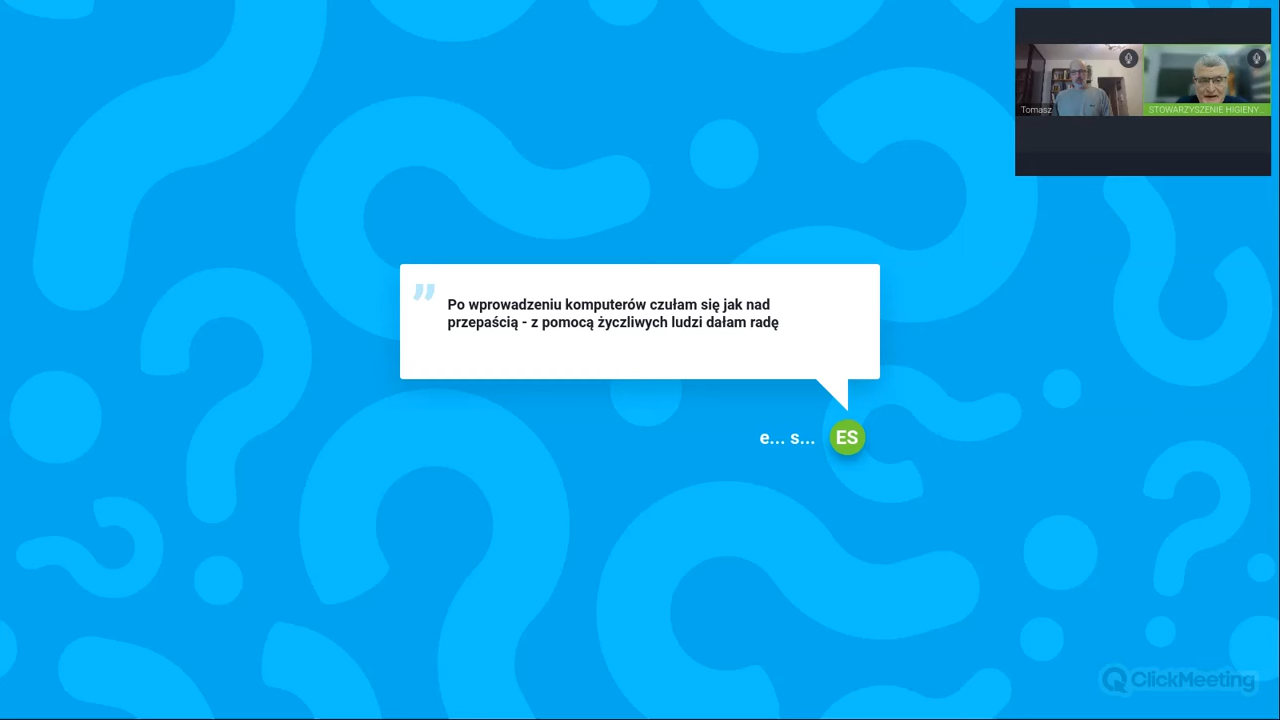 Tomasz
STOWARZYSZENIE HIGIENY...
”
Po wprowadzeniu komputerów czułam się jak nad
przepaścią - z pomocą życzliwych ludzi dałam radę
e... s...
ES
ClickMeeting